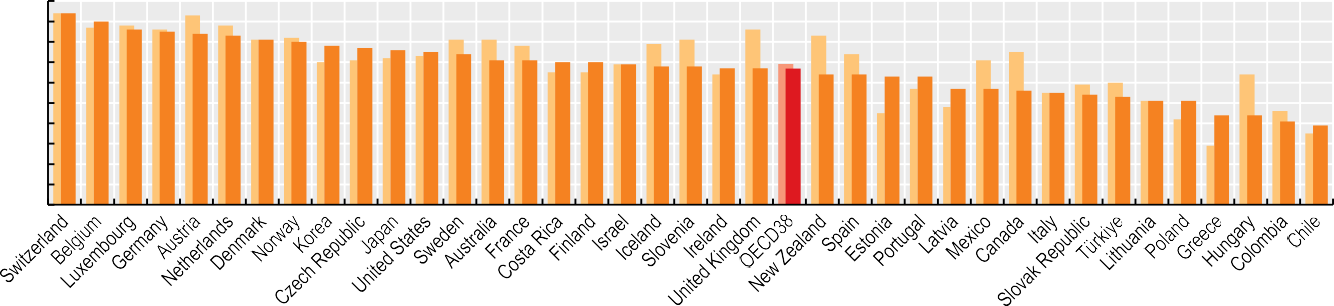 Switzerland
Belgium
Luxembourg
Germany
Austria
Netherlands
Denmark
Norway
Korea
Czech Republic
Japan
United States
Sweden
Australia
France
Costa Rica
Finland
Israel
Iceland
Slovenia
Ireland
United Kingdom
OECD38
New Zealand
Spain
Estonia
Portugal
Latvia
Mexico
Canada
Italy
Slovak Republic
Türkiye
Lithuania
Poland
Greece
Hungary
Colombia
Chile